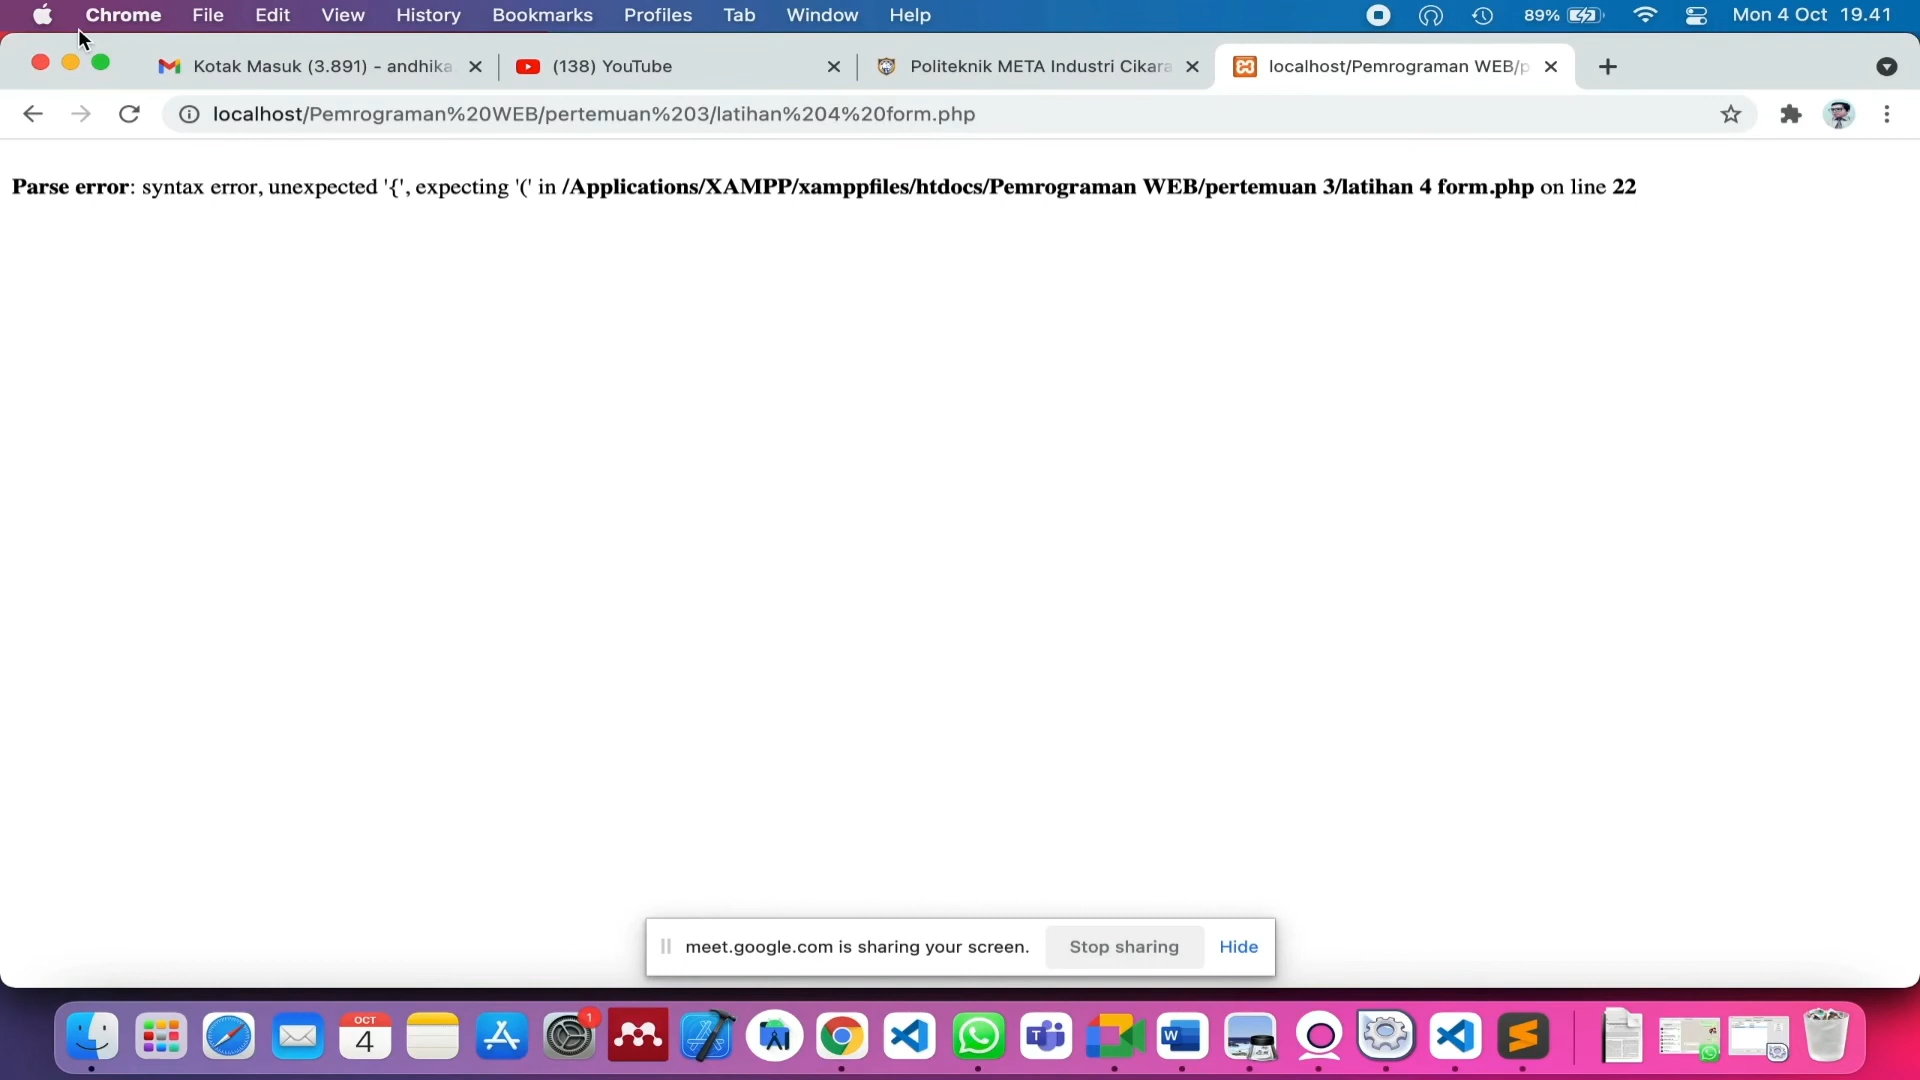 Chrome File Edit View History Bookmarks Profiles Tab Window Help 89% Mon 4 Oct 19.41
Kotak Masuk (3.891) - andhika (138) YouTube Politeknik META Industri Cikara localhost/Pemrograman WEB/p
localhost/Pemrograman%20WEB/pertemuan%203/latihan%204%20form.php
Parse error: syntax error, unexpected '{', expecting '(' in /Applications/XAMPP/xamppfiles/htdocs/Pemrograman WEB/pertemuan 3/latihan 4 form.php on line 22
meet.google.com is sharing your screen. Stop sharing Hide
OCT
4
1